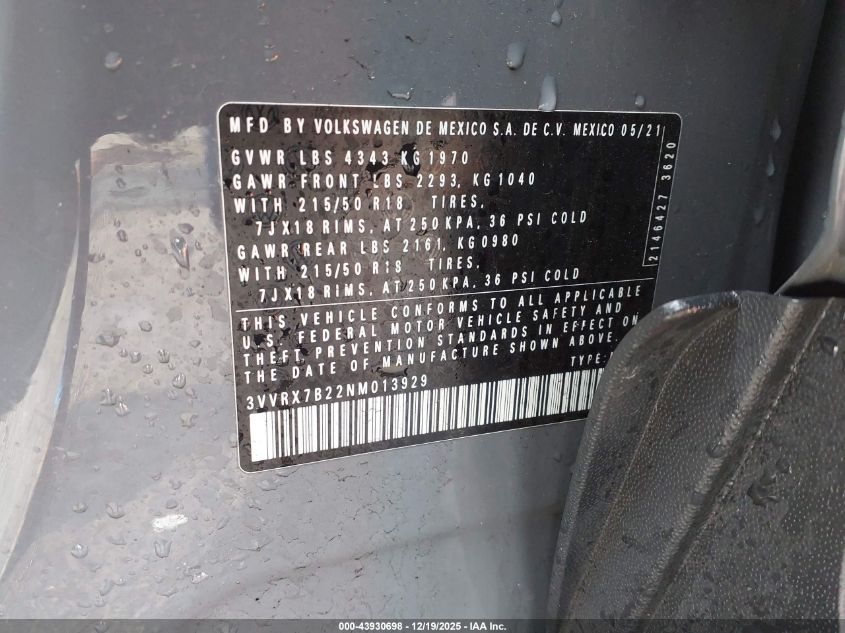 MFD BY VOLKSWAGEN DE MEXICO S.A. DE C.V. MEXICO 05/21
GVWR LBS 4343 KG 1970
GAWR FRONT LBS 2293, KG 1040
WITH 215/50 R18 TIRES,
7JX18 RIMS, AT 250 KPA, 36 PSI COLD
GAWR REAR LBS 2161, KG0980
WITH 215/50 R18 TIRES,
7JX18 RIMS, AT 250 KPA, 36 PSI COLD
THIS VEHICLE CONFORMS TO ALL APPLICABLE
U.S. FEDERAL MOTOR VEHICLE SAFETY AND
THEFT PREVENTION STANDARDS IN EFFECT ON
THE DATE OF MANUFACTURE SHOWN ABOVE.
3VVRX7B22NM013929 TYPE:
2146427 3620
000-43930698 - 12/19/2025 - IAA Inc.